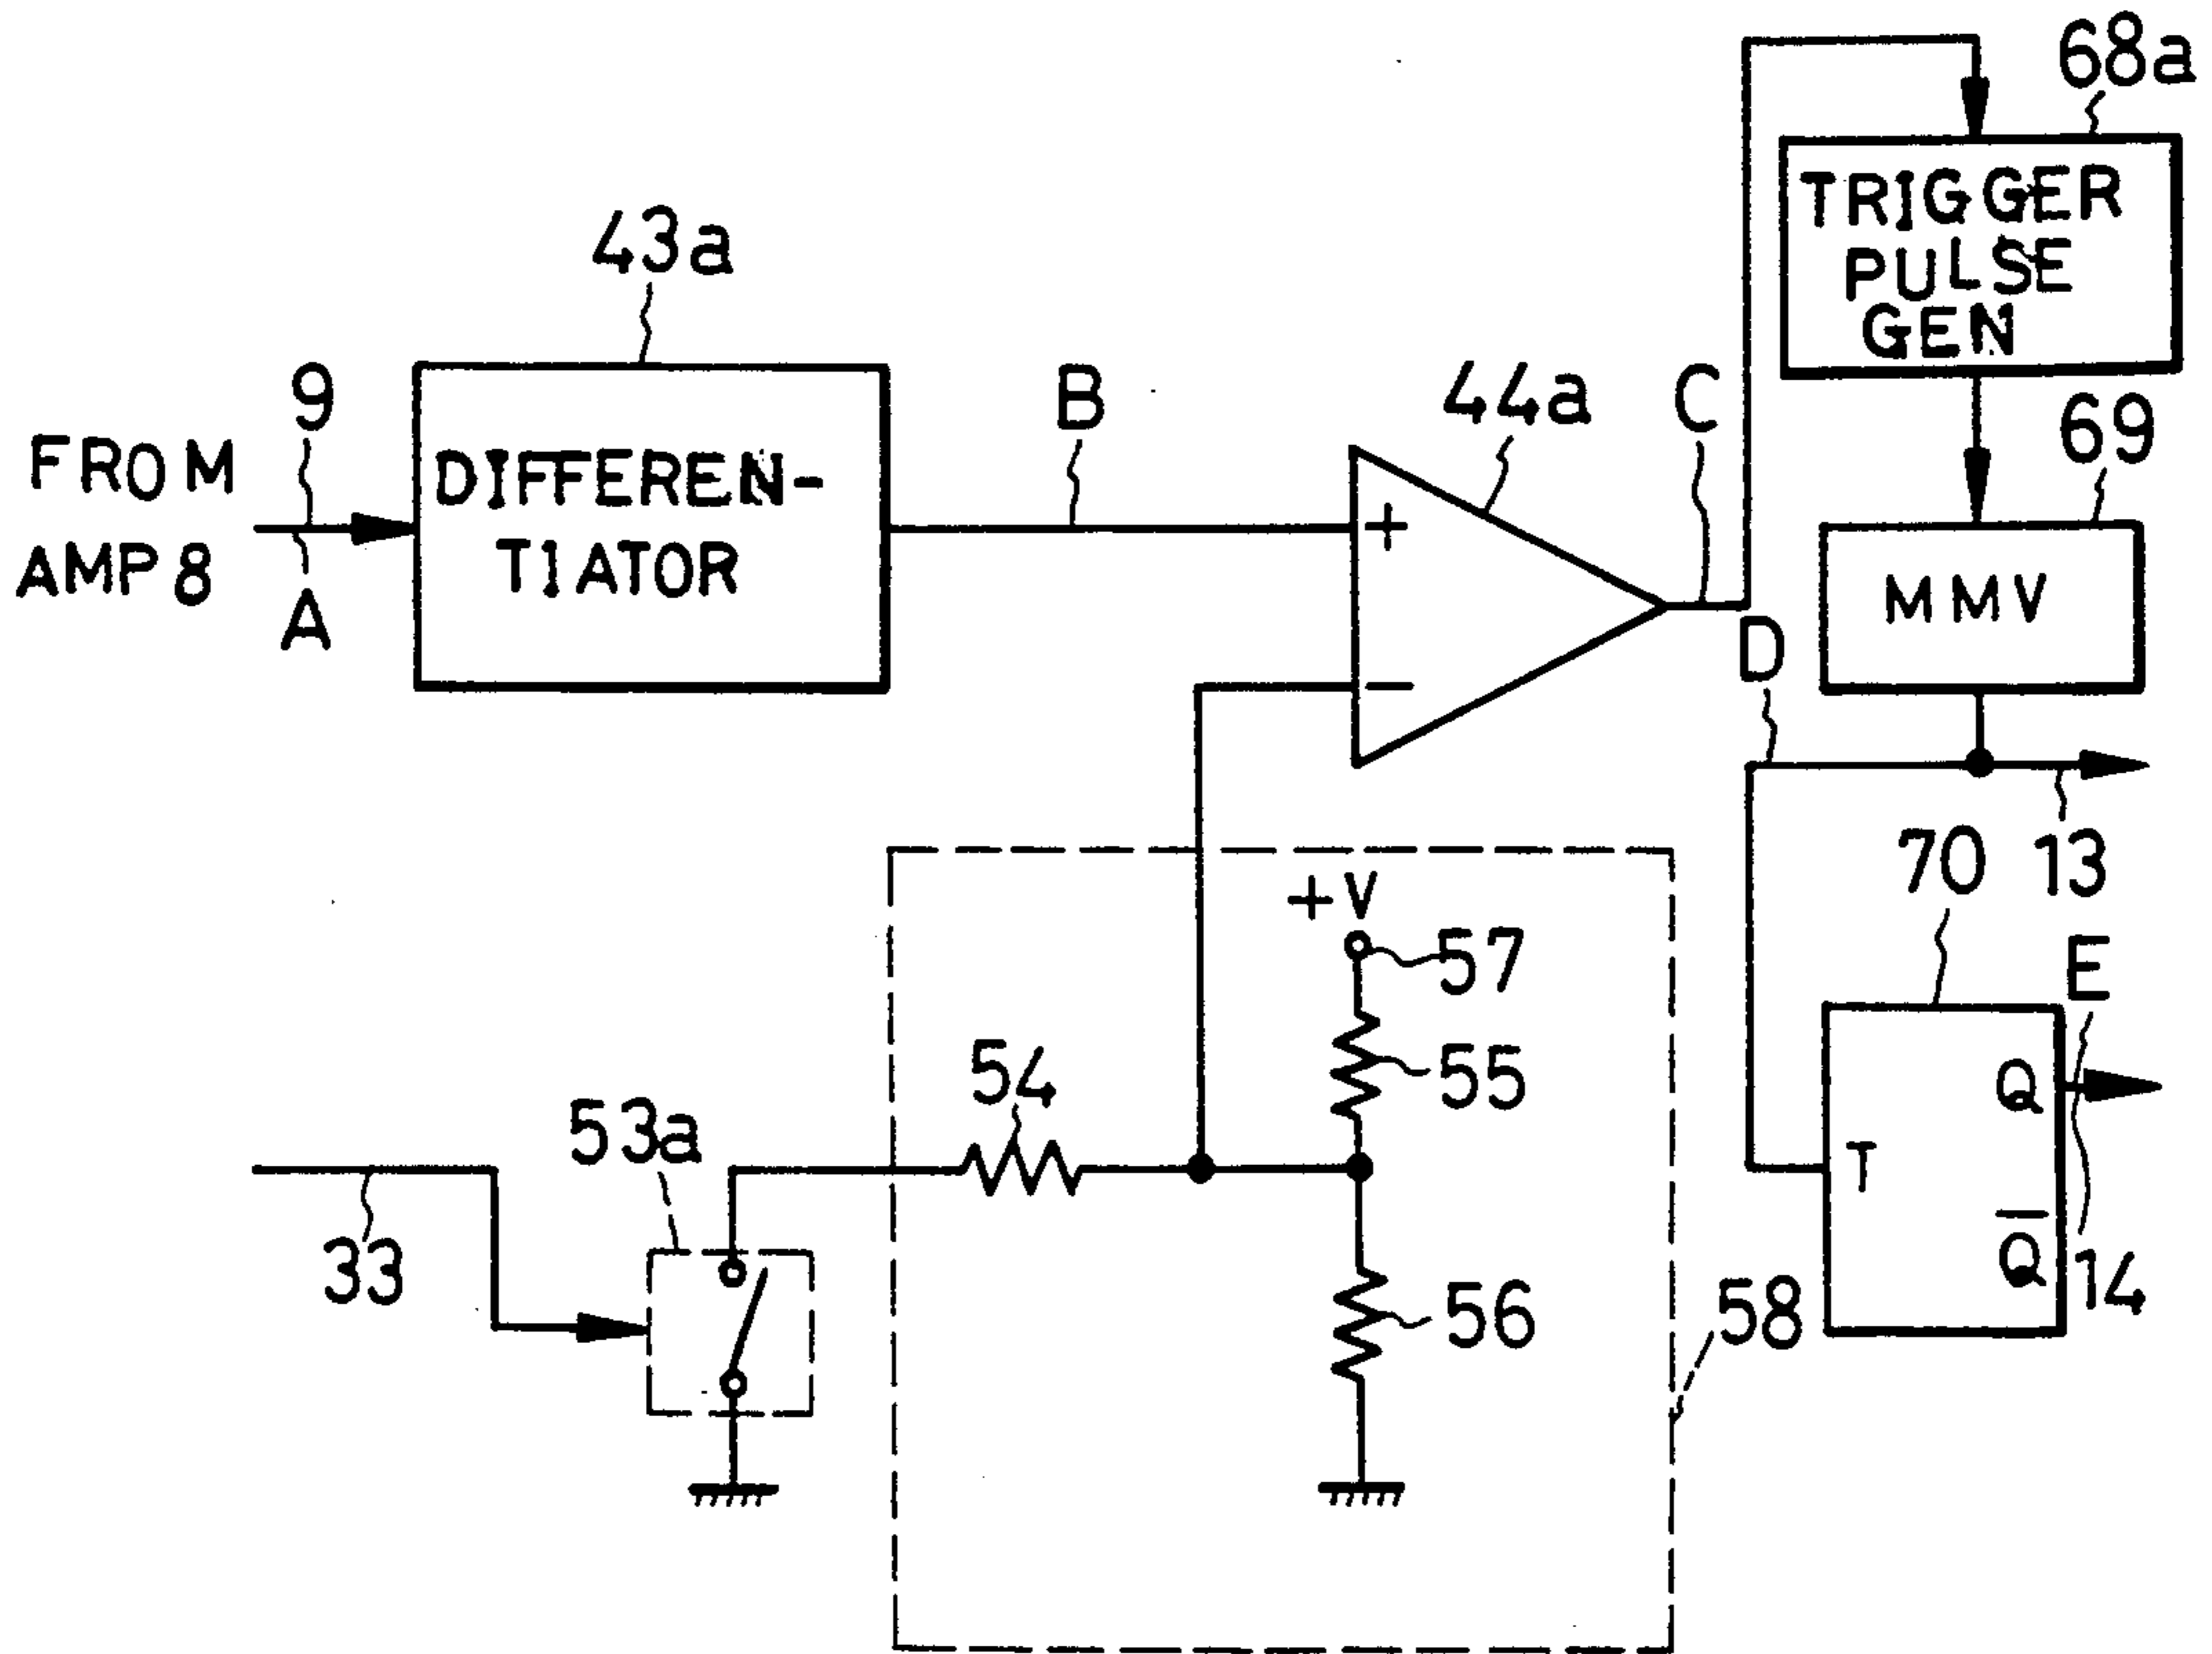 68a
TRIGGER
PULSE
GEN
43a
9
FROM
AMP 8
A
DIFFEREN-
TIATOR
B
44a
+
−
C
69
MMV
D
13
70
E
T
Q
Q̅
14
+V
57
55
54
56
58
53a
33